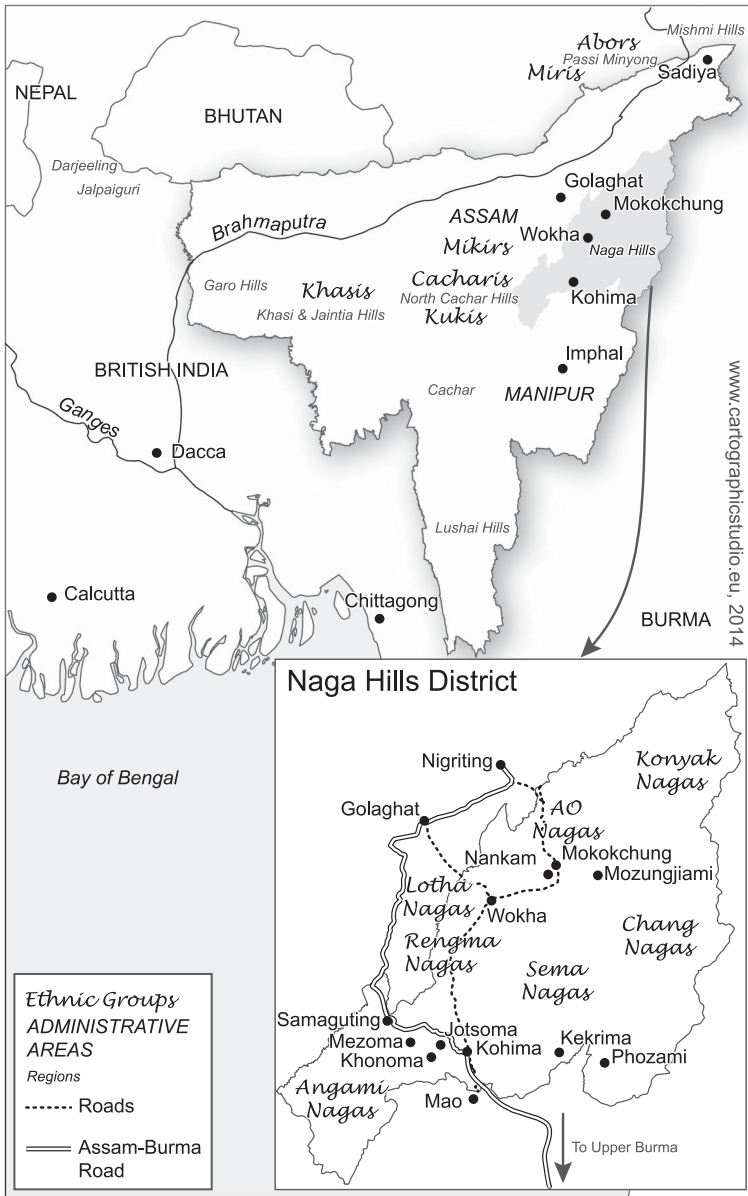 Mishmi Hills
Abors
Passi Minyong
Miris
Sadiya
NEPAL
BHUTAN
Darjeeling
Jalpaiguri
Golaghat
Mokokchung
Brahmaputra
ASSAM
Wokha
Naga Hills
Mikirs
Garo Hills
Khasis
Cacharis
North Cachar Hills
Kohima
Khasi & Jaintia Hills
Kukis
Imphal
BRITISH INDIA
Cachar
MANIPUR
Ganges
Dacca
www.cartographicstudio.eu, 2014
Lushai Hills
Calcutta
Chittagong
BURMA
Bay of Bengal
Naga Hills District
Nigriting
Konyak
Nagas
Golaghat
AO
Nagas
Nankam
Mokokchung
Mozungjiami
Lotha
Nagas
Wokha
Chang
Nagas
Rengma
Nagas
Sema
Nagas
Samaguting
Jotsoma
Mezoma
Kohima
Kekrima
Khonoma
Phozami
Angami
Nagas
Mao
To Upper Burma
Ethnic Groups
ADMINISTRATIVE
AREAS
Regions
Roads
Assam-Burma
Road